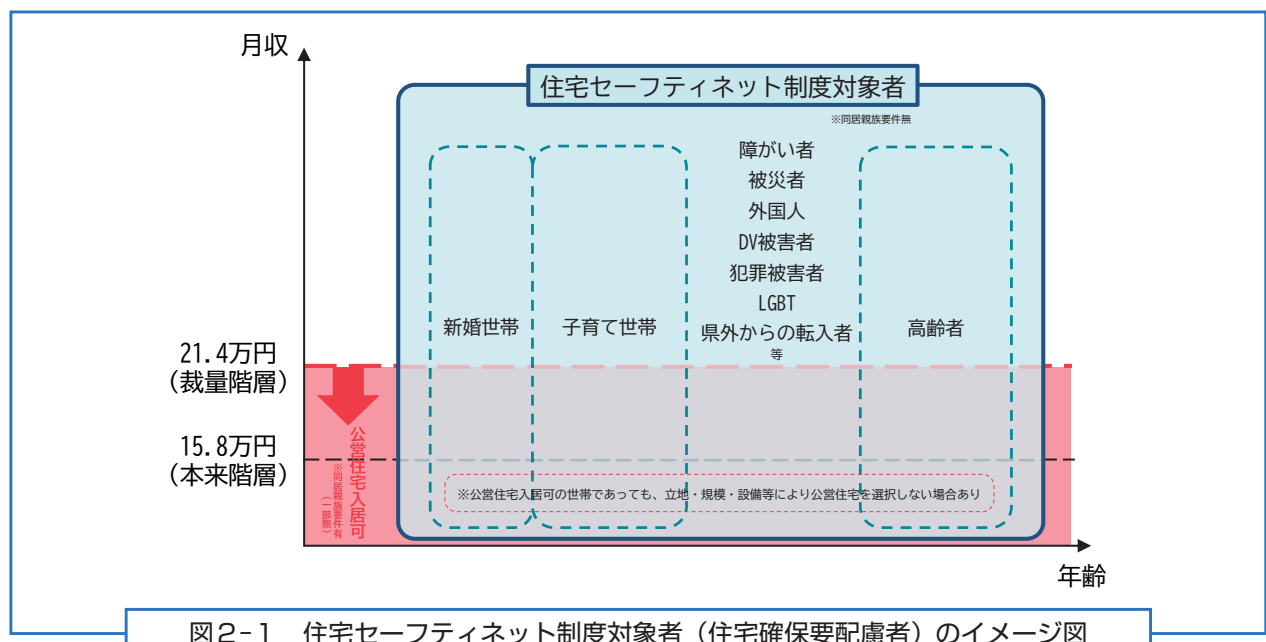 月収
住宅セーフティネット制度対象者
※同居親族要件無
障がい者
被災者
外国人
DV被害者
犯罪被害者
LGBT
県外からの転入者
等
新婚世帯
子育て世帯
高齢者
21.4万円
（裁量階層）
15.8万円
（本来階層）
公営住宅入居可
※同居親族要件有
（一部無）
※公営住宅入居可の世帯であっても、立地・規模・設備等により公営住宅を選択しない場合あり
年齢
図2-1　住宅セーフティネット制度対象者（住宅確保要配慮者）のイメージ図